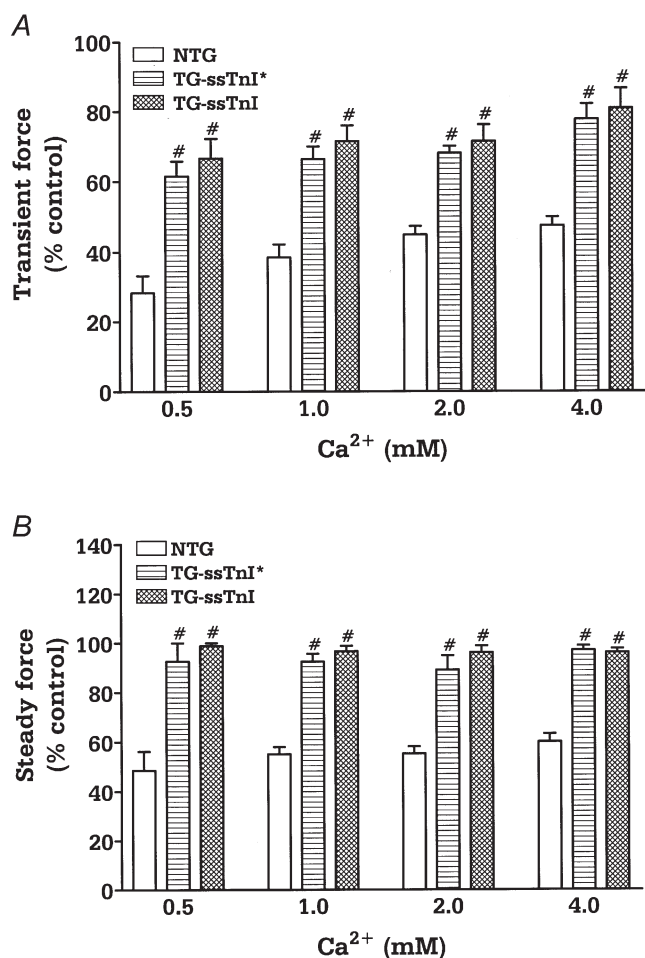 A
100
80
60
40
20
0
Transient force
(% control)
NTG
TG-ssTnI*
TG-ssTnI
# # # # # # # #
0.5 1.0 2.0 4.0
Ca²⁺ (mM)
B
140
120
100
80
60
40
20
0
Steady force
(% control)
NTG
TG-ssTnI*
TG-ssTnI
# # # # # # # #
0.5 1.0 2.0 4.0
Ca²⁺ (mM)